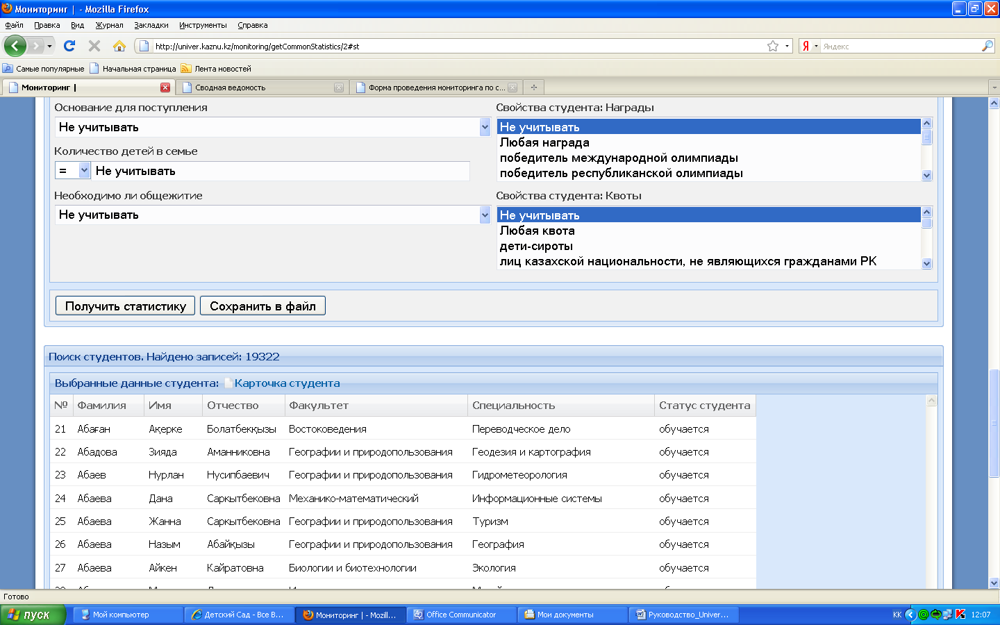 Мониторинг | - Mozilla Firefox
Файл Правка Вид Журнал Закладки Инструменты Справка
http://univer.kaznu.kz/monitoring/getCommonStatistics/2#st
Я Яндекс
Самые популярные Начальная страница Лента новостей
Мониторинг | Сводная ведомость Форма проведения мониторинга по с...
Основание для поступления Свойства студента: Награды
Не учитывать Не учитывать
Любая награда
Количество детей в семье победитель международной олимпиады
= Не учитывать победитель республиканской олимпиады
Необходимо ли общежитие Свойства студента: Квоты
Не учитывать Не учитывать
Любая квота
дети-сироты
лиц казахской национальности, не являющихся гражданами РК
Получить статистику Сохранить в файл
Поиск студентов. Найдено записей: 19322
Выбранные данные студента: Карточка студента
№ Фамилия Имя Отчество Факультет Специальность Статус студента
21 Абаған Ақерке Болатбекқызы Востоковедения Переводческое дело обучается
22 Абадова Зияда Аманниковна Географии и природопользования Геодезия и картография обучается
23 Абаев Нурлан Нусипбаевич Географии и природопользования Гидрометеорология обучается
24 Абаева Дана Саркытбековна Механико-математический Информационные системы обучается
25 Абаева Жанна Саркытбековна Географии и природопользования Туризм обучается
26 Абаева Назым Абайқызы Географии и природопользования География обучается
27 Абаева Айкен Кайратовна Биологии и биотехнологии Экология обучается
Готово
пуск Мой компьютер Детский Сад - Все В... Мониторинг | - Mozill... Office Communicator Мои документы Руководство_Univer... KK 12:07